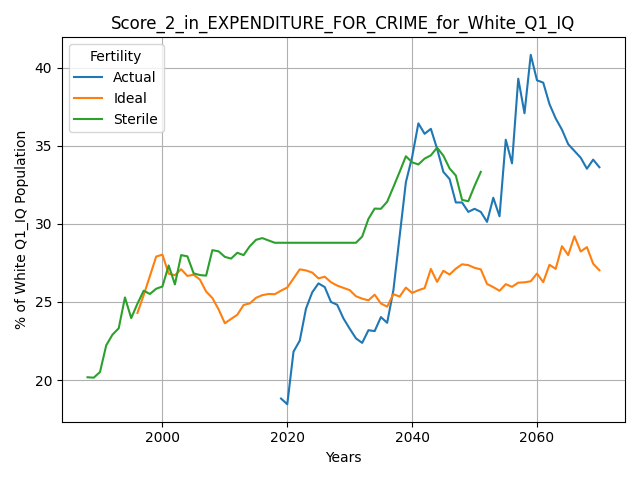 Score_2_in_EXPENDITURE_FOR_CRIME_for_White_Q1_IQ
Fertility
Actual
Ideal
Sterile
% of White Q1_IQ Population
40
35
30
25
20
2000
2020
2040
2060
Years